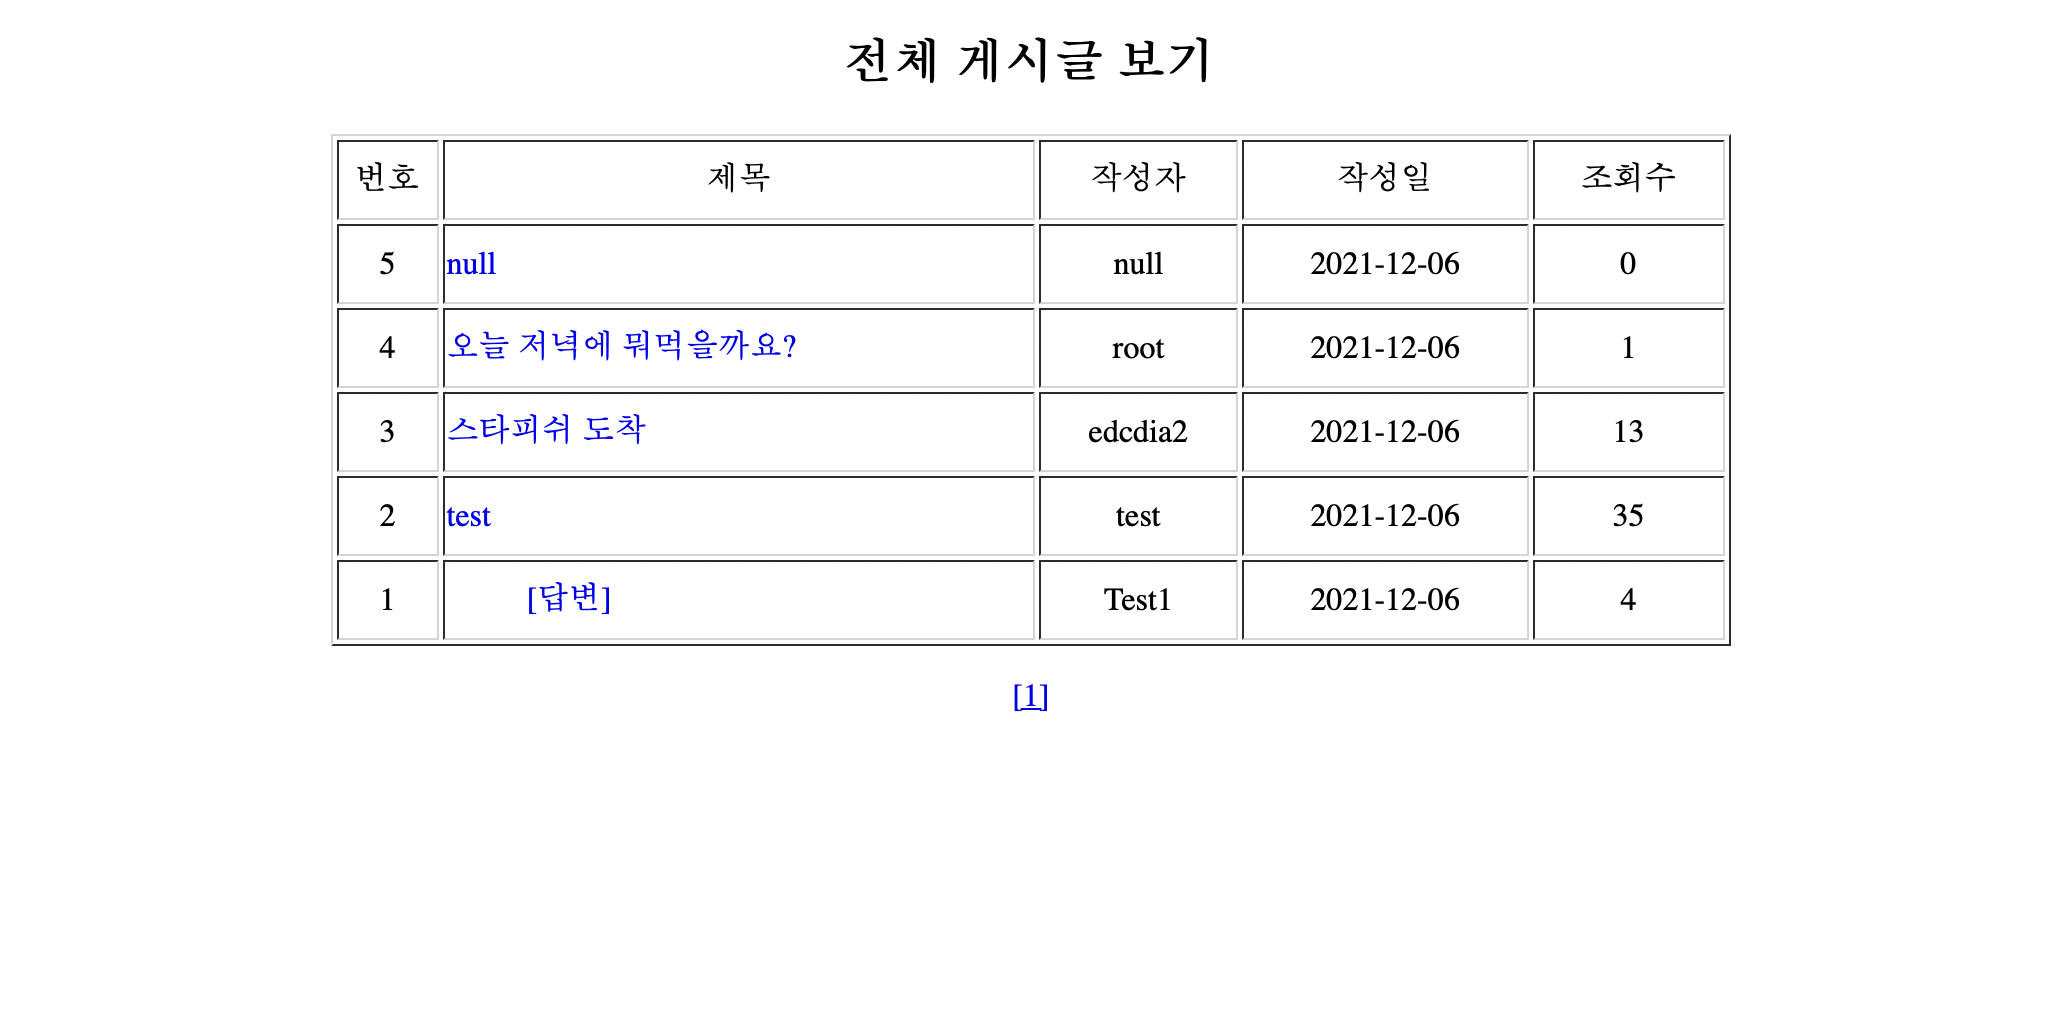 전체 게시글 보기
번호 제목 작성자 작성일 조회수
5 null null 2021-12-06 0
4 오늘 저녁에 뭐먹을까요? root 2021-12-06 1
3 스타피쉬 도착 edcdia2 2021-12-06 13
2 test test 2021-12-06 35
1 [답변] Test1 2021-12-06 4
[1]